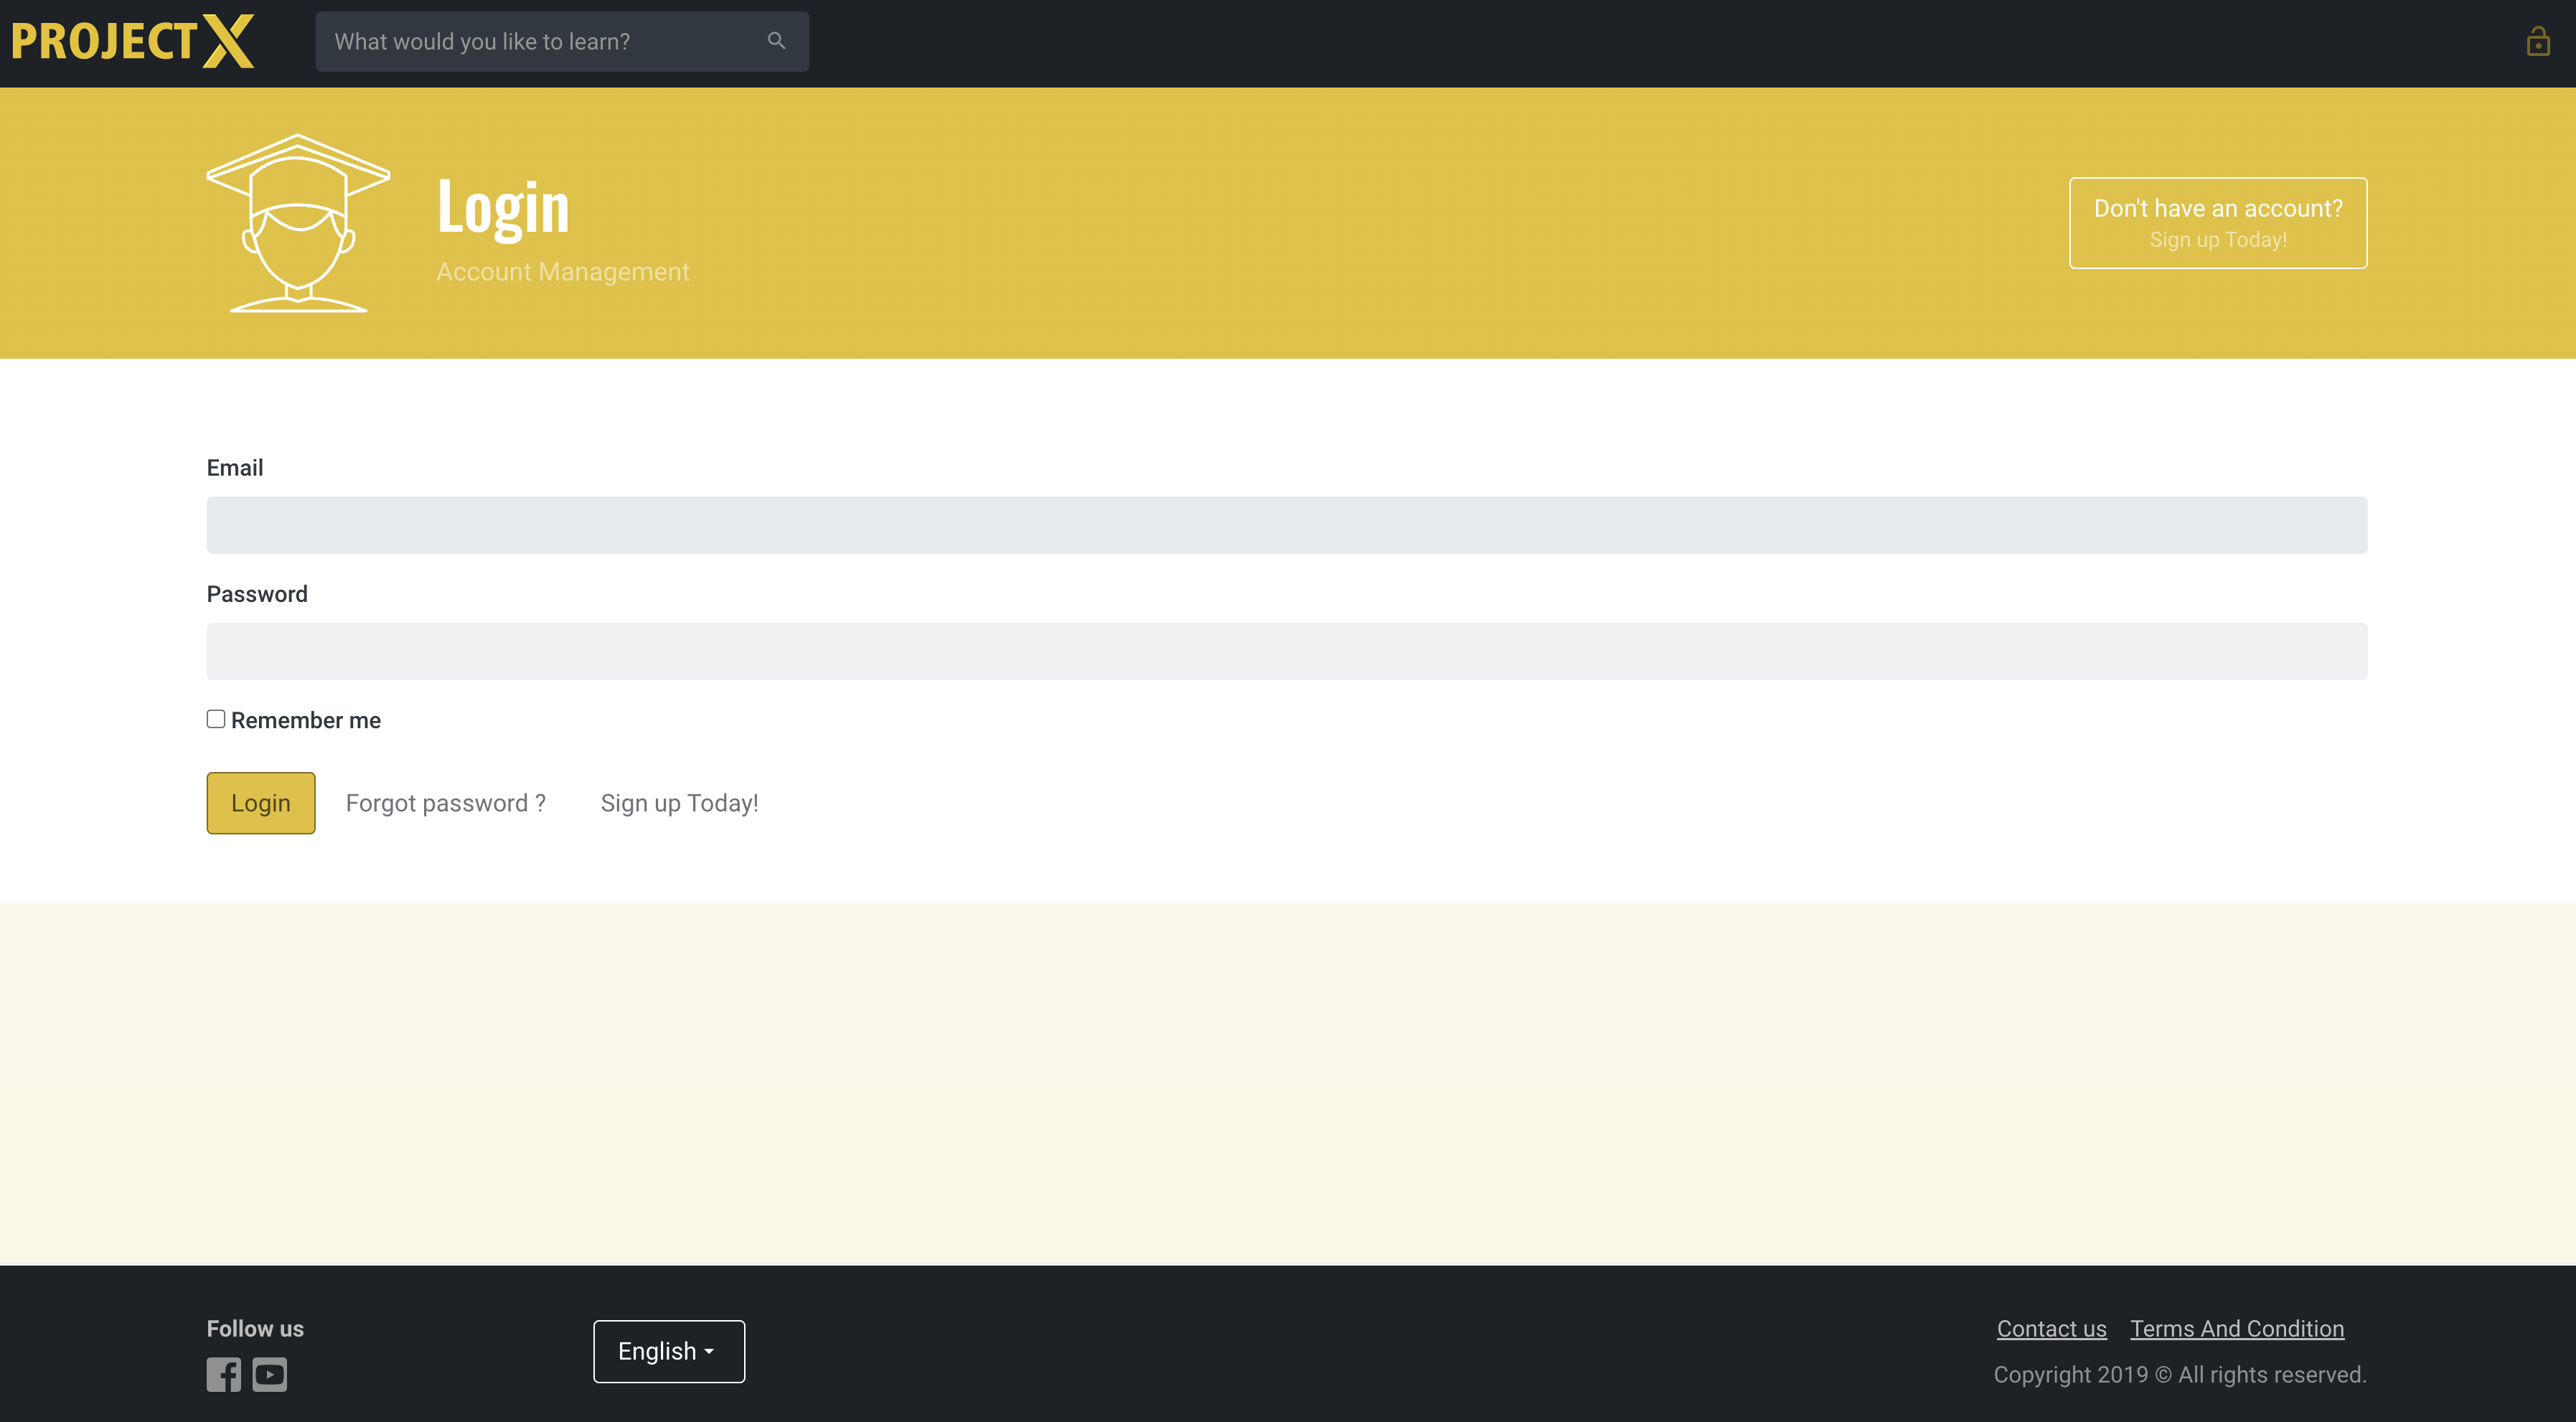 PROJECTX
What would you like to learn?
Login
Account Management
Don't have an account?
Sign up Today!
Email
Password
Remember me
Login
Forgot password ?
Sign up Today!
Follow us
English
Contact us
Terms And Condition
Copyright 2019 © All rights reserved.